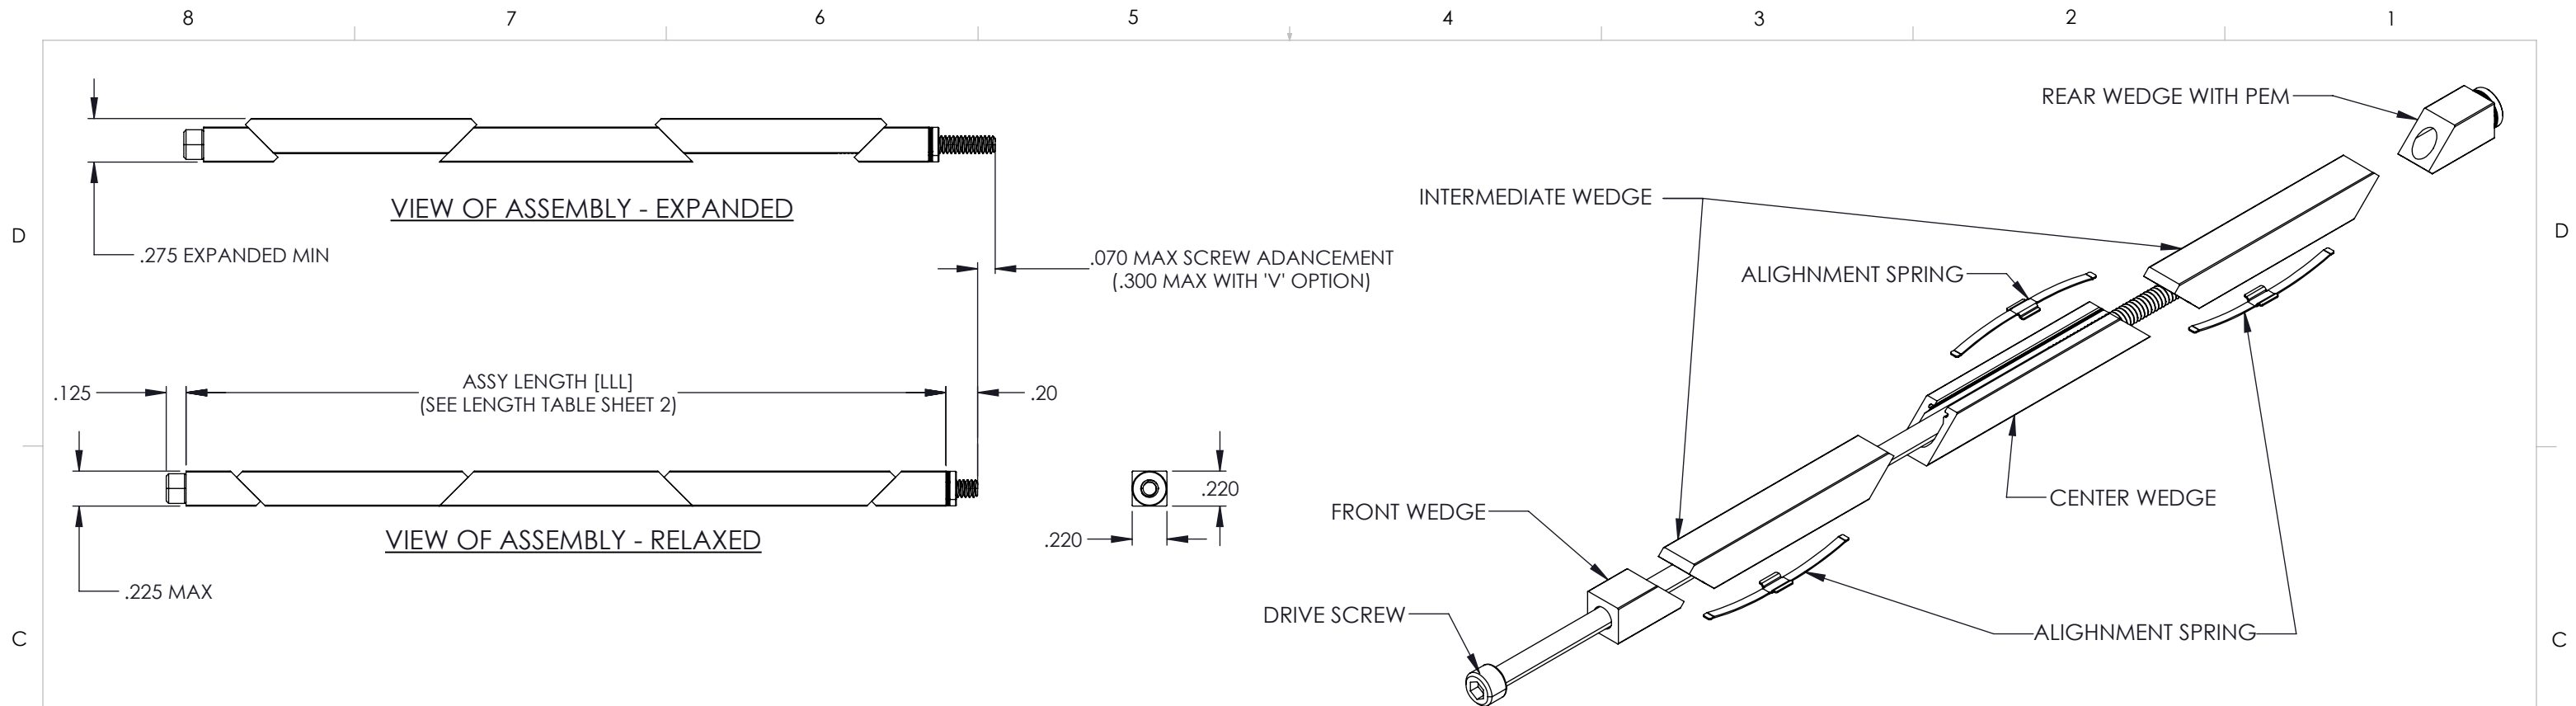 8 7 6 5 4 3 2 1
REAR WEDGE WITH PEM
INTERMEDIATE WEDGE
VIEW OF ASSEMBLY - EXPANDED
D
D
.275 EXPANDED MIN
.070 MAX SCREW ADANCEMENT
(.300 MAX WITH 'V' OPTION)
ALIGHNMENT SPRING
.125
ASSY LENGTH [LLL]
(SEE LENGTH TABLE SHEET 2)
.20
.220
.220
CENTER WEDGE
FRONT WEDGE
VIEW OF ASSEMBLY - RELAXED
.225 MAX
DRIVE SCREW
ALIGHNMENT SPRING
C
C